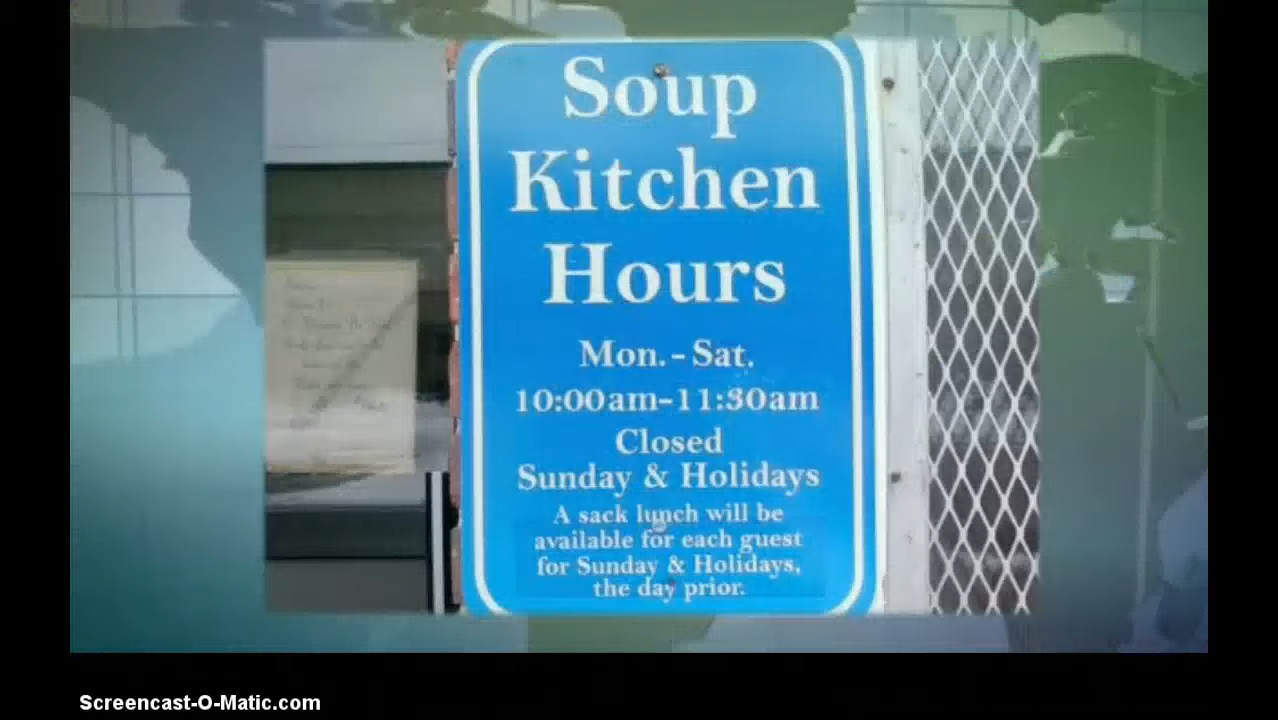 Soup
Kitchen
Hours
Mon. - Sat.
10:00am-11:30am
Closed
Sunday & Holidays
A sack lunch will be
available for each guest
for Sunday & Holidays,
the day prior.
Screencast-O-Matic.com